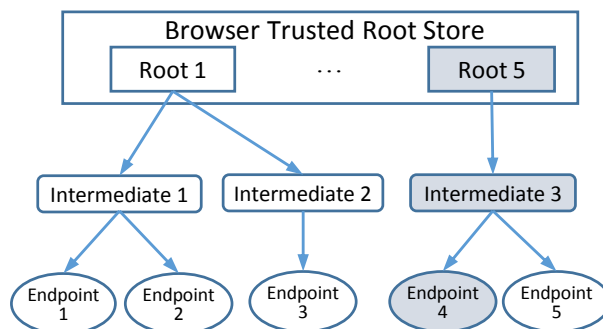 Browser Trusted Root Store
Root 1
...
Root 5
Intermediate 1
Intermediate 2
Intermediate 3
Endpoint
1
Endpoint
2
Endpoint
3
Endpoint
4
Endpoint
5